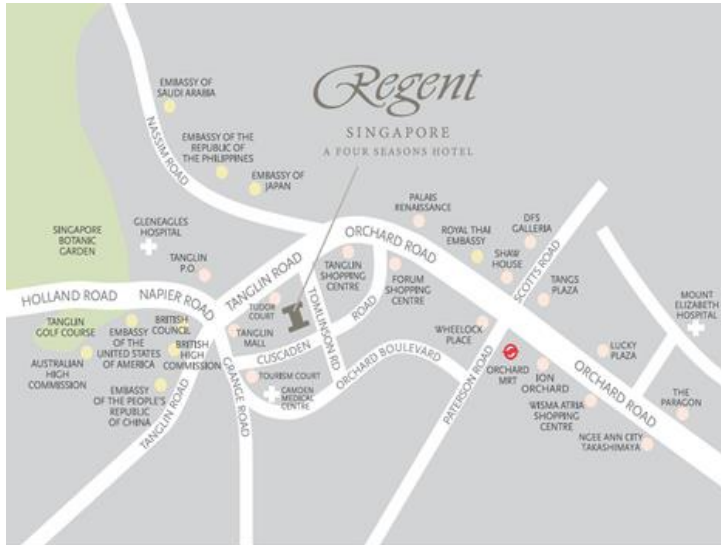 Regent
SINGAPORE
A FOUR SEASONS HOTEL
EMBASSY OF
SAUDI ARABIA
NASSIM ROAD
EMBASSY OF THE
REPUBLIC OF
THE PHILIPPINES
EMBASSY OF
JAPAN
SINGAPORE
BOTANIC
GARDEN
GLENEAGLES
HOSPITAL
TANGLIN
P.O.
PALAIS
RENAISSANCE
ROYAL THAI
EMBASSY
DFS
GALLERIA
SHAW
HOUSE
SCOTTS ROAD
TANGS
PLAZA
MOUNT
ELIZABETH
HOSPITAL
ORCHARD ROAD
TANGLIN ROAD
TANGLIN
SHOPPING
CENTRE
FORUM
SHOPPING
CENTRE
HOLLAND ROAD
NAPIER ROAD
TUDOR
COURT
TOMLINSON RD
TANGLIN
MALL
CUSCADEN
ROAD
TANGLIN
GOLF COURSE
EMBASSY
OF THE
UNITED STATES
OF AMERICA
BRITISH
COUNCIL
BRITISH
HIGH
COMMISSION
AUSTRALIAN
HIGH
COMMISSION
EMBASSY
OF THE PEOPLE'S
REPUBLIC
OF CHINA
TANGLIN ROAD
GRANGE ROAD
TOURISM COURT
CAMDEN
MEDICAL
CENTRE
ORCHARD BOULEVARD
WHEELOCK
PLACE
PATERSON ROAD
ORCHARD
MRT
ION
ORCHARD
WISMA ATRIA
SHOPPING
CENTRE
LUCKY
PLAZA
ORCHARD ROAD
NGEE ANN CITY
TAKASHIMAYA
THE
PARAGON